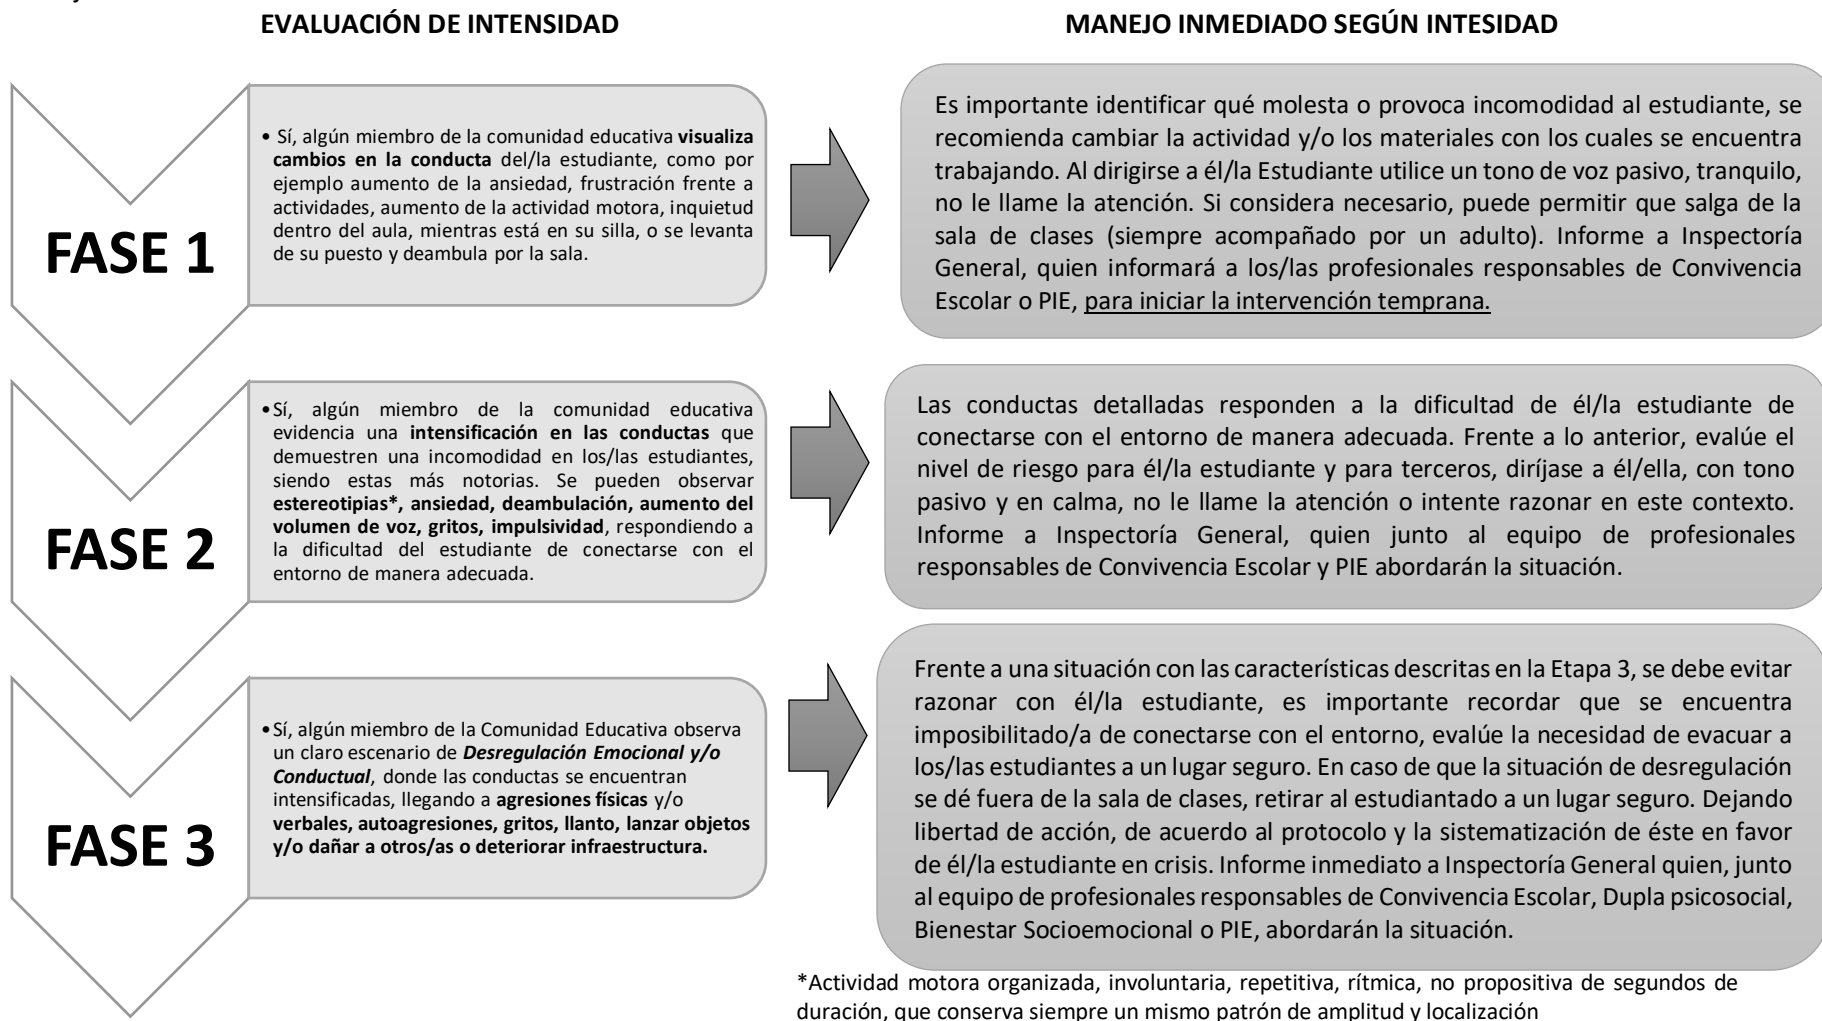 EVALUACIÓN DE INTENSIDAD
MANEJO INMEDIADO SEGÚN INTESIDAD
FASE 1
• Sí, algún miembro de la comunidad educativa visualiza
cambios en la conducta del/la estudiante, como por
ejemplo aumento de la ansiedad, frustración frente a
actividades, aumento de la actividad motora, inquietud
dentro del aula, mientras está en su silla, o se levanta
de su puesto y deambula por la sala.
Es importante identificar qué molesta o provoca incomodidad al estudiante, se
recomienda cambiar la actividad y/o los materiales con los cuales se encuentra
trabajando. Al dirigirse a él/la Estudiante utilice un tono de voz pasivo, tranquilo,
no le llame la atención. Si considera necesario, puede permitir que salga de la
sala de clases (siempre acompañado por un adulto). Informe a Inspectoría
General, quien informará a los/las profesionales responsables de Convivencia
Escolar o PIE, para iniciar la intervención temprana.
FASE 2
•Sí, algún miembro de la comunidad educativa
evidencia una intensificación en las conductas que
demuestren una incomodidad en los/las estudiantes,
siendo estas más notorias. Se pueden observar
estereotipias*, ansiedad, deambulación, aumento del
volumen de voz, gritos, impulsividad, respondiendo a
la dificultad del estudiante de conectarse con el
entorno de manera adecuada.
Las conductas detalladas responden a la dificultad de él/la estudiante de
conectarse con el entorno de manera adecuada. Frente a lo anterior, evalúe el
nivel de riesgo para él/la estudiante y para terceros, diríjase a él/ella, con tono
pasivo y en calma, no le llame la atención o intente razonar en este contexto.
Informe a Inspectoría General, quien junto al equipo de profesionales
responsables de Convivencia Escolar y PIE abordarán la situación.
FASE 3
•Sí, algún miembro de la Comunidad Educativa observa
un claro escenario de Desregulación Emocional y/o
Conductual, donde las conductas se encuentran
intensificadas, llegando a agresiones físicas y/o
verbales, autoagresiones, gritos, llanto, lanzar objetos
y/o dañar a otros/as o deteriorar infraestructura.
Frente a una situación con las características descritas en la Etapa 3, se debe evitar
razonar con él/la estudiante, es importante recordar que se encuentra
imposibilitado/a de conectarse con el entorno, evalúe la necesidad de evacuar a
los/las estudiantes a un lugar seguro. En caso de que la situación de desregulación
se dé fuera de la sala de clases, retirar al estudiantado a un lugar seguro. Dejando
libertad de acción, de acuerdo al protocolo y la sistematización de éste en favor
de él/la estudiante en crisis. Informe inmediato a Inspectoría General quien, junto
al equipo de profesionales responsables de Convivencia Escolar, Dupla psicosocial,
Bienestar Socioemocional o PIE, abordarán la situación.
*Actividad motora organizada, involuntaria, repetitiva, rítmica, no propositiva de segundos de
duración, que conserva siempre un mismo patrón de amplitud y localización